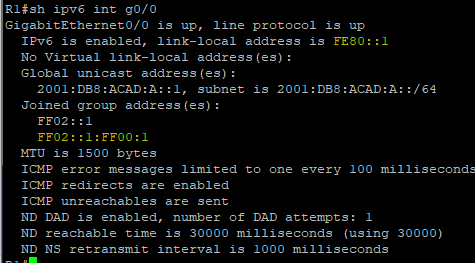 R1#sh ipv6 int g0/0
GigabitEthernet0/0 is up, line protocol is up
IPv6 is enabled, link-local address is FE80::1
No Virtual link-local address(es):
Global unicast address(es):
2001:DB8:ACAD:A::1, subnet is 2001:DB8:ACAD:A::/64
Joined group address(es):
FF02::1
FF02::1:FF00:1
MTU is 1500 bytes
ICMP error messages limited to one every 100 milliseconds
ICMP redirects are enabled
ICMP unreachables are sent
ND DAD is enabled, number of DAD attempts: 1
ND reachable time is 30000 milliseconds (using 30000)
ND NS retransmit interval is 1000 milliseconds
R1#